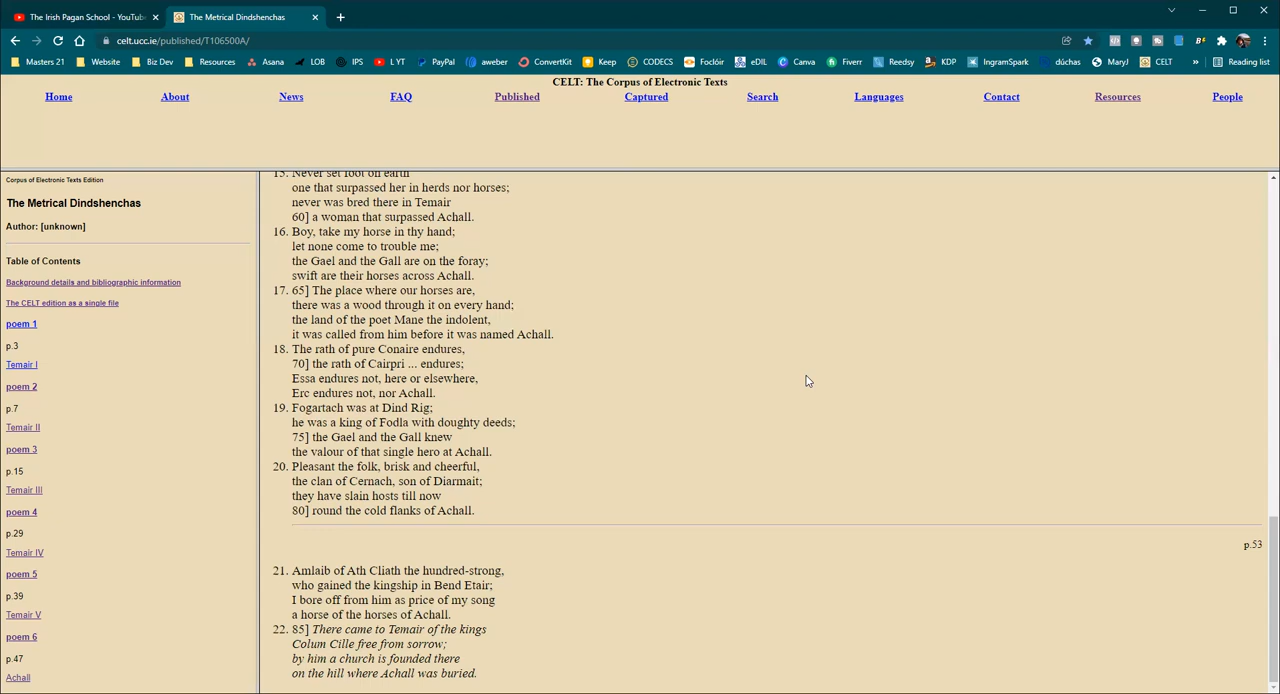 The Irish Pagan School - YouTub
The Metrical Dindshenchas
celt.ucc.ie/published/T106500A/
Masters 21 Website Biz Dev Resources Asana LOB IPS L YT PayPal aweber ConvertKit Keep CODECS Foclóir eDIL Canva Fiverr Reedsy KDP IngramSpark dúchas MaryJ CELT » Reading list
CELT: The Corpus of Electronic Texts
Home About News FAQ Published Captured Search Languages Contact Resources People
Corpus of Electronic Texts Edition
The Metrical Dindshenchas
Author: [unknown]
Table of Contents
Background details and bibliographic information
The CELT edition as a single file
poem 1
p.3
Temair I
poem 2
p.7
Temair II
poem 3
p.15
Temair III
poem 4
p.29
Temair IV
poem 5
p.39
Temair V
poem 6
p.47
Achall
15. Never set foot on earth
one that surpassed her in herds nor horses;
never was bred there in Temair
60] a woman that surpassed Achall.
16. Boy, take my horse in thy hand;
let none come to trouble me;
the Gael and the Gall are on the foray;
swift are their horses across Achall.
17. 65] The place where our horses are,
there was a wood through it on every hand;
the land of the poet Mane the indolent,
it was called from him before it was named Achall.
18. The rath of pure Conaire endures,
70] the rath of Cairpri ... endures;
Essa endures not, here or elsewhere,
Erc endures not, nor Achall.
19. Fogartach was at Dind Rig;
he was a king of Fodla with doughty deeds;
75] the Gael and the Gall knew
the valour of that single hero at Achall.
20. Pleasant the folk, brisk and cheerful,
the clan of Cernach, son of Diarmait;
they have slain hosts till now
80] round the cold flanks of Achall.
p.53
21. Amlaib of Ath Cliath the hundred-strong,
who gained the kingship in Bend Etair;
I bore off from him as price of my song
a horse of the horses of Achall.
22. 85] There came to Temair of the kings
Colum Cille free from sorrow;
by him a church is founded there
on the hill where Achall was buried.